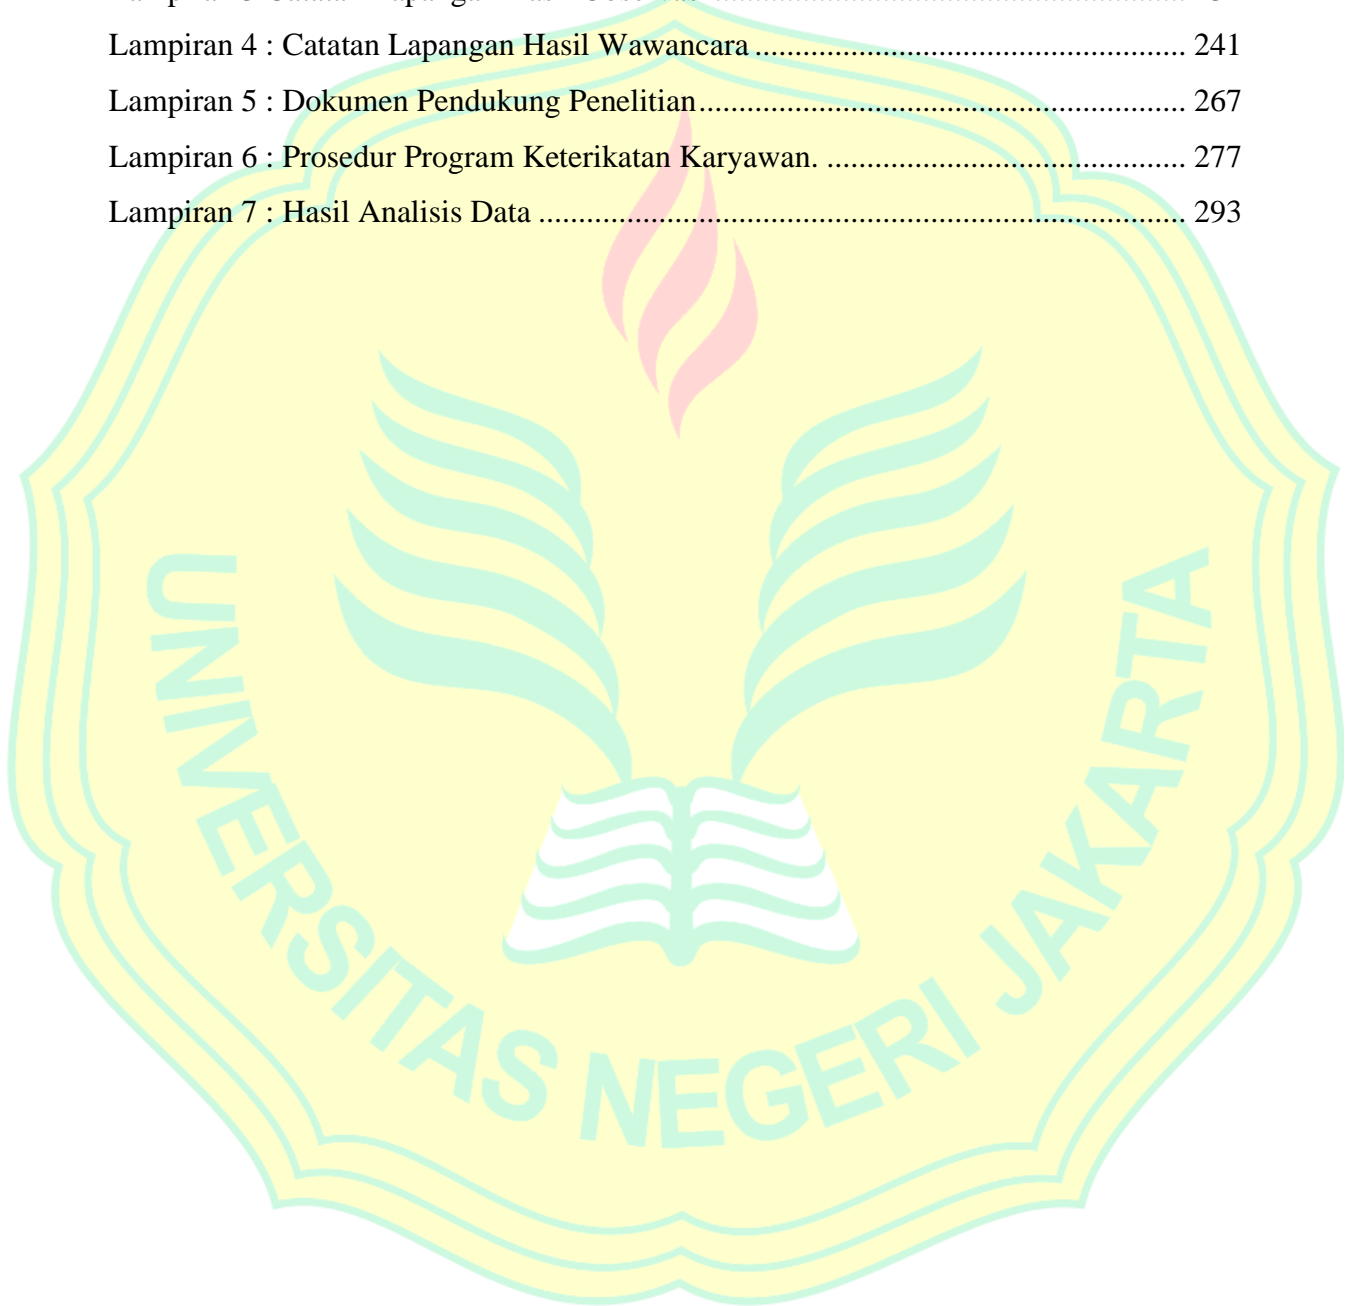 Lampiran 4 : Catatan Lapangan Hasil Wawancara ........................................................ 241
Lampiran 5 : Dokumen Pendukung Penelitian............................................................... 267
Lampiran 6 : Prosedur Program Keterikatan Karyawan. .............................................. 277
Lampiran 7 : Hasil Analisis Data .................................................................................. 293
UNIVERSITAS NEGERI JAKARTA